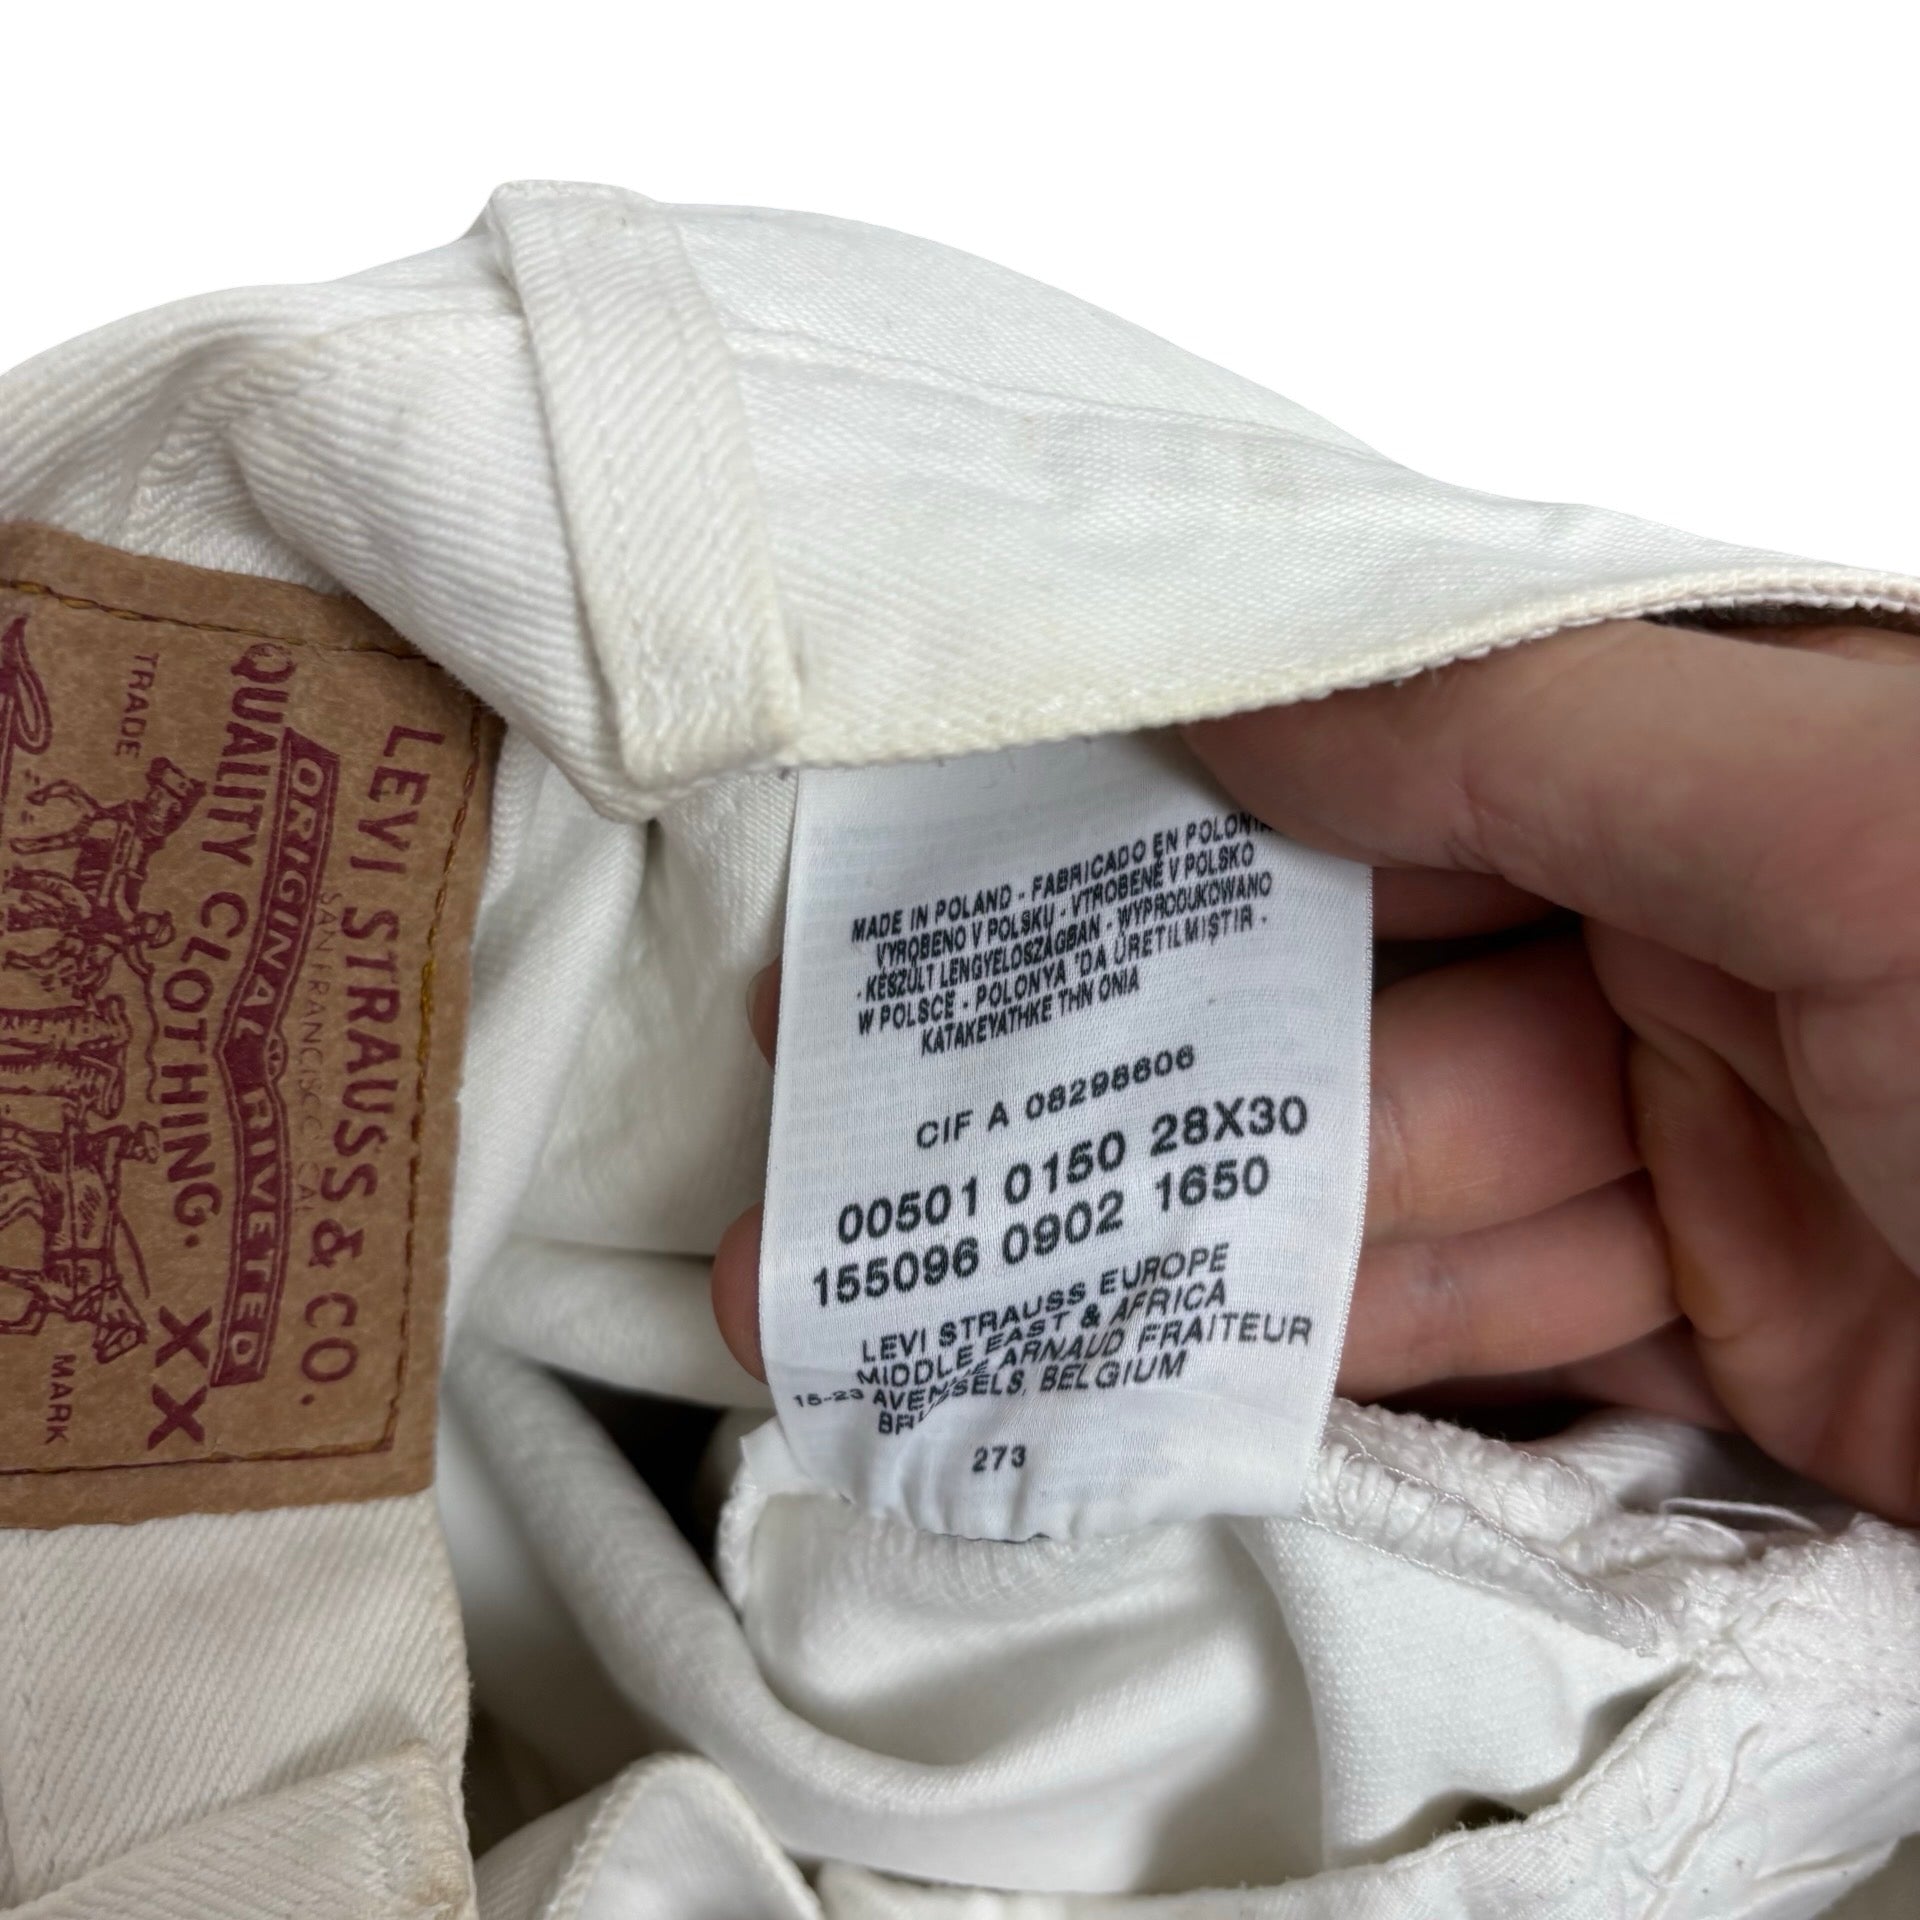 LEVI STRAUSS & CO.
SAN FRANCISCO CAL
ORIGINAL RIVETED
QUALITY CLOTHING.
TRADE MARK
XX
MADE IN POLAND - FABRICADO EN POLONIA
VYROBENO V POLSKU - VTROBENÉ V POLSKO
- KÉSZÜLT LENGYELOSZÁGBAN - WYPRODUKOWANO
W POLSCE - POLONYA 'DA ÜRETILMIŞTIR -
KATAKEYATHKE THN ONIA
CIF A 08298606
00501 0150 28X30
155096 0902 1650
LEVI STRAUSS EUROPE
MIDDLE EAST & AFRICA
15-23 AVENUE ARNAUD FRAITEUR
BRUSSELS, BELGIUM
273